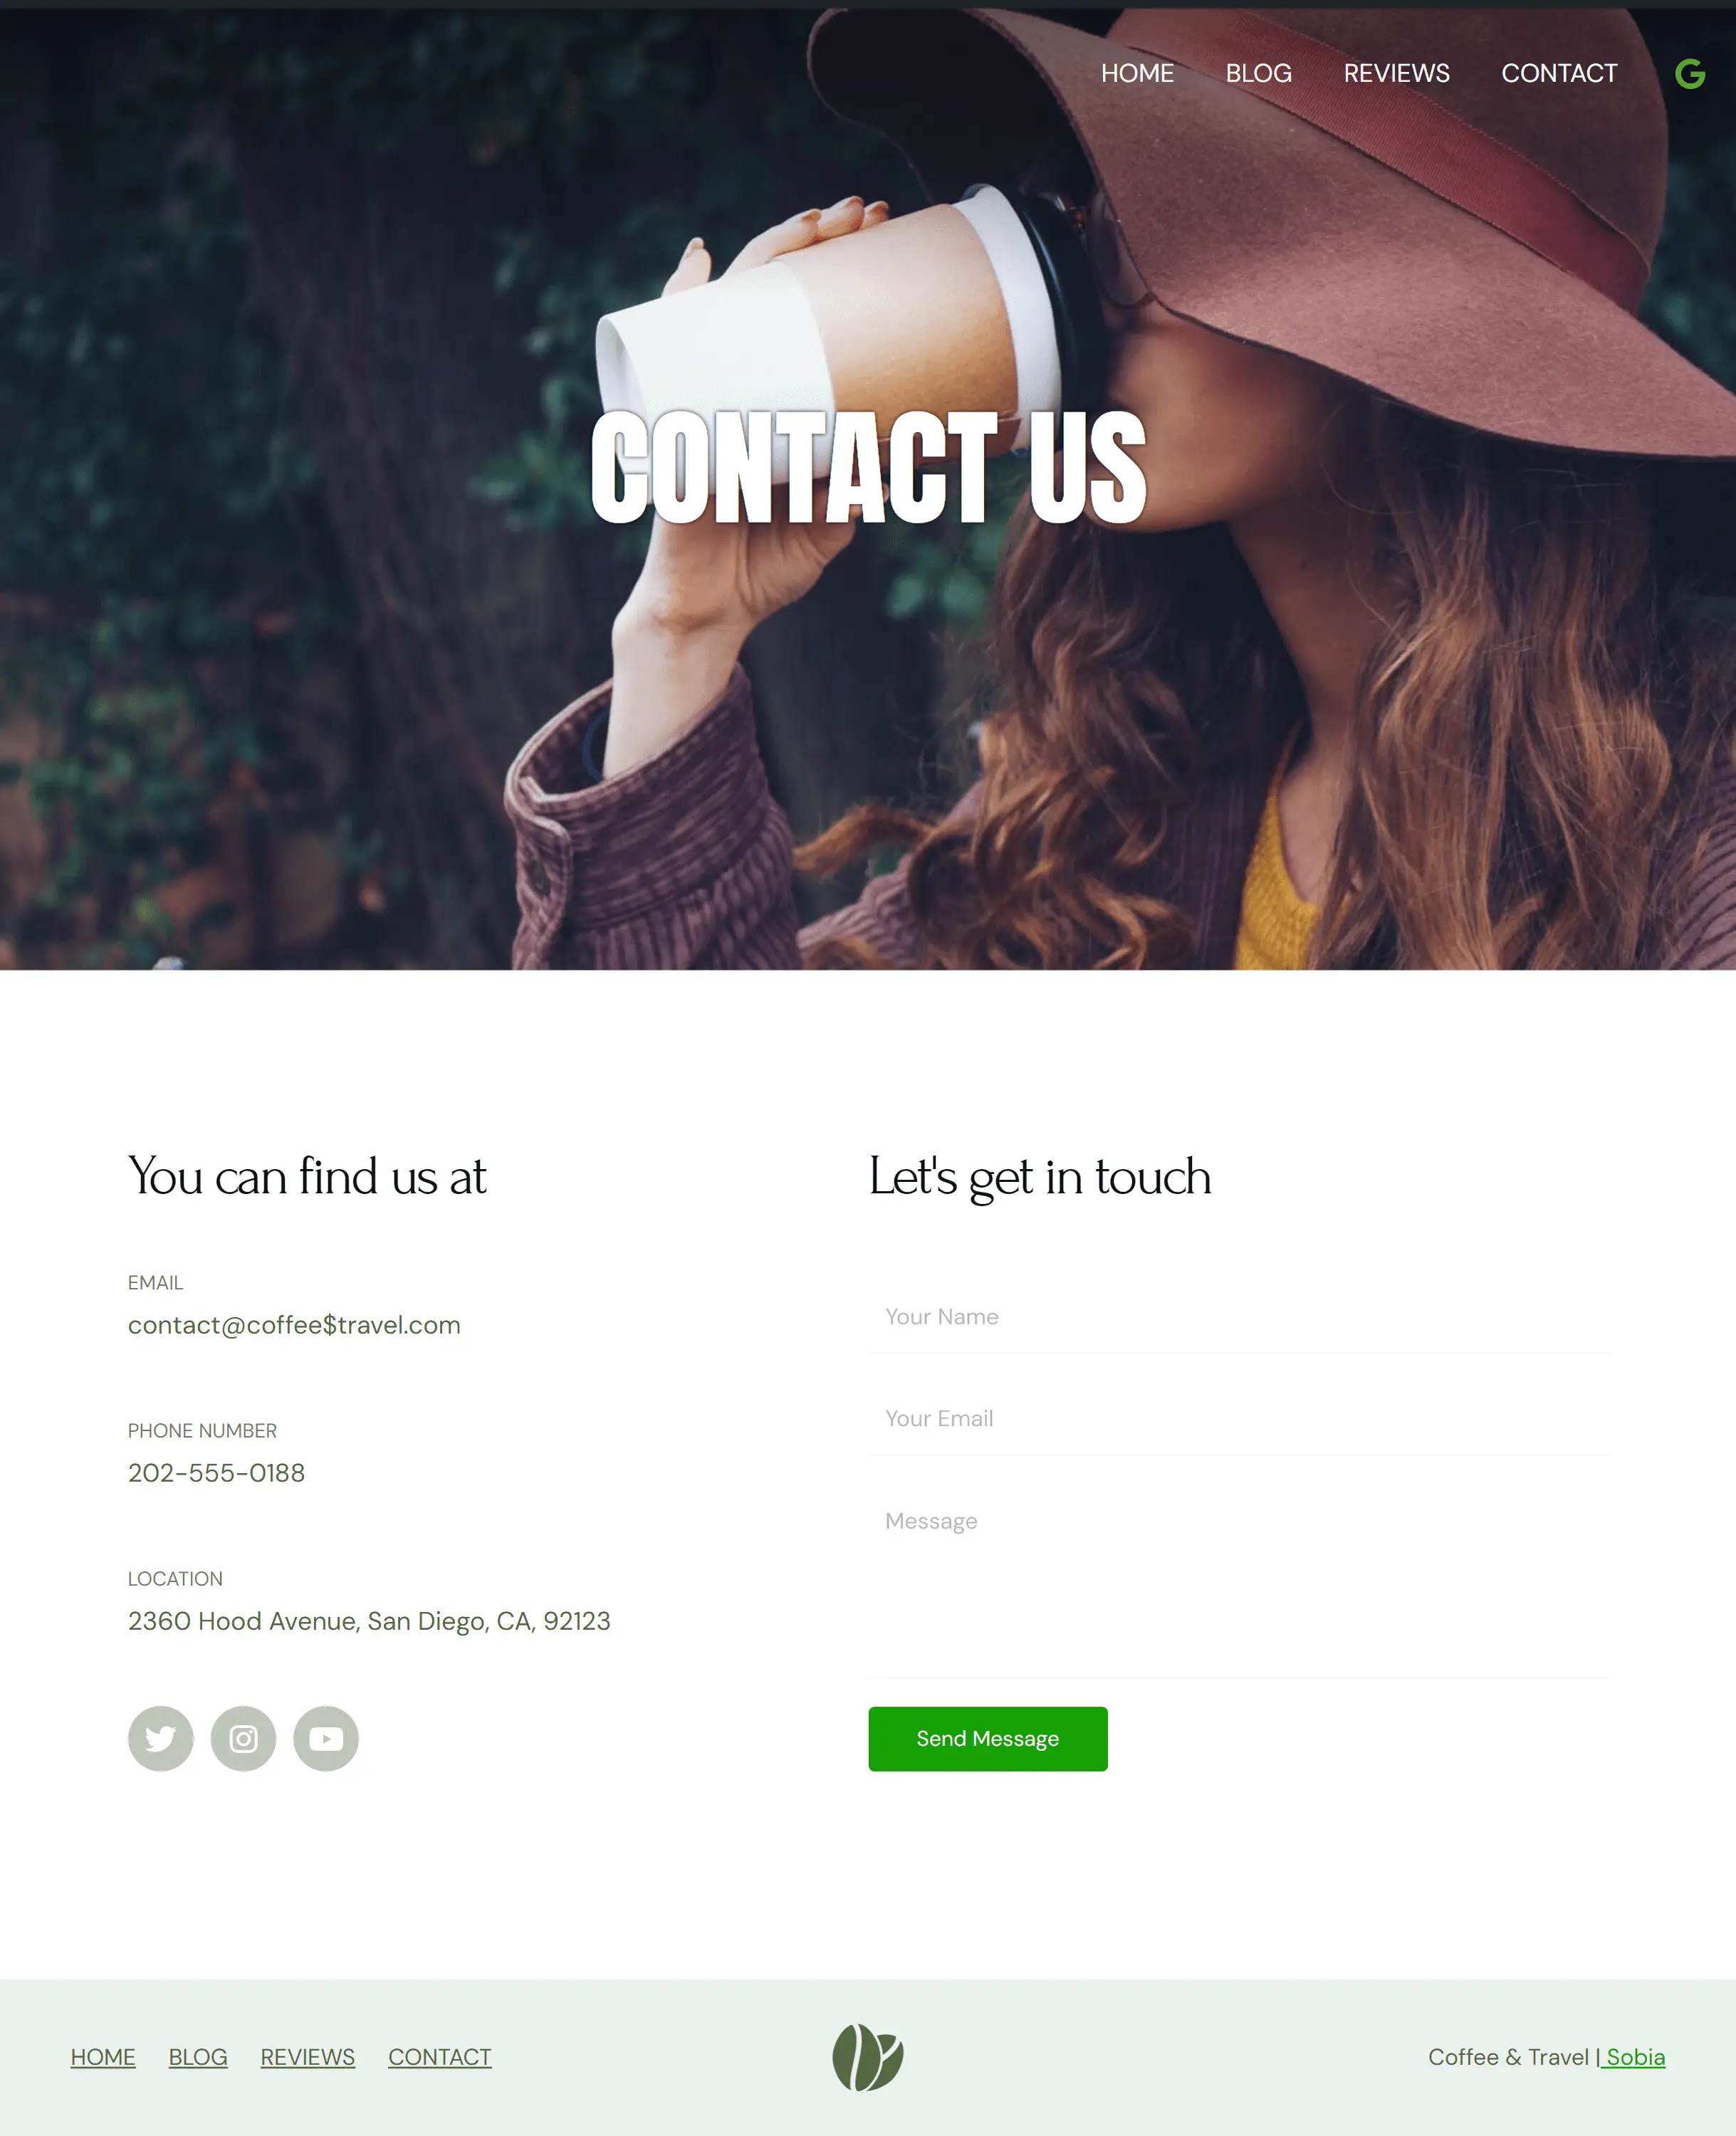 HOME BLOG REVIEWS CONTACT G
CONTACT US
You can find us at
EMAIL
contact@coffee$travel.com
PHONE NUMBER
202-555-0188
LOCATION
2360 Hood Avenue, San Diego, CA, 92123
Let's get in touch
Your Name
Your Email
Message
Send Message
HOME BLOG REVIEWS CONTACT
Coffee & Travel | Sobia